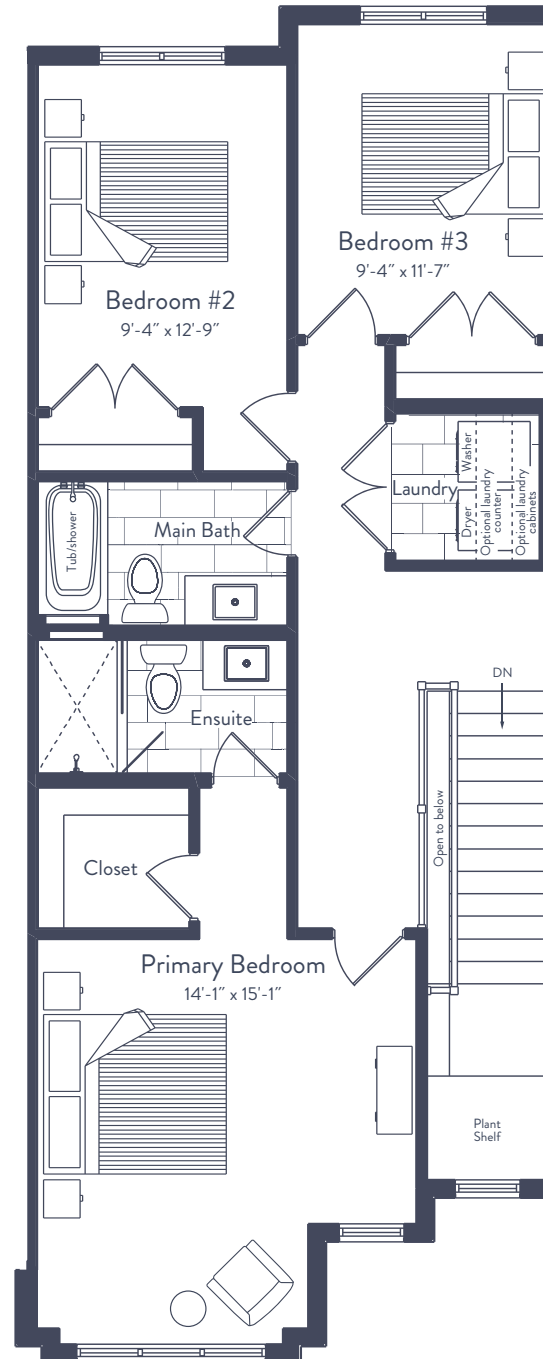 Bedroom #3
9'-4" x 11'-7"
Bedroom #2
9'-4" x 12'-9"
Washer
Dryer
Laundry
Optional laundry
counter
Optional laundry
cabinets
Main Bath
Tub/shower
Ensuite
DN
Open to below
Closet
Primary Bedroom
14'-1" x 15'-1"
Plant
Shelf